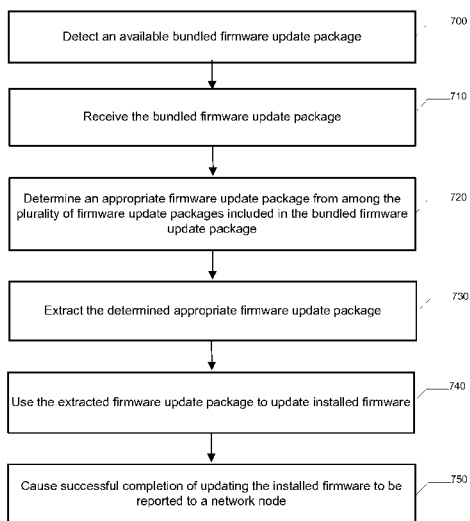 Detect an available bundled firmware update package
700
Receive the bundled firmware update package
710
Determine an appropriate firmware update package from among the
plurality of firmware update packages included in the bundled firmware
update package
720
Extract the determined appropriate firmware update package
730
Use the extracted firmware update package to update installed firmware
740
Cause successful completion of updating the installed firmware to be
reported to a network node
750